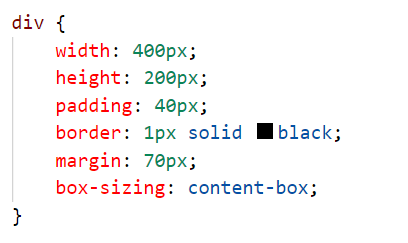 div {
    width: 400px;
    height: 200px;
    padding: 40px;
    border: 1px solid black;
    margin: 70px;
    box-sizing: content-box;
}